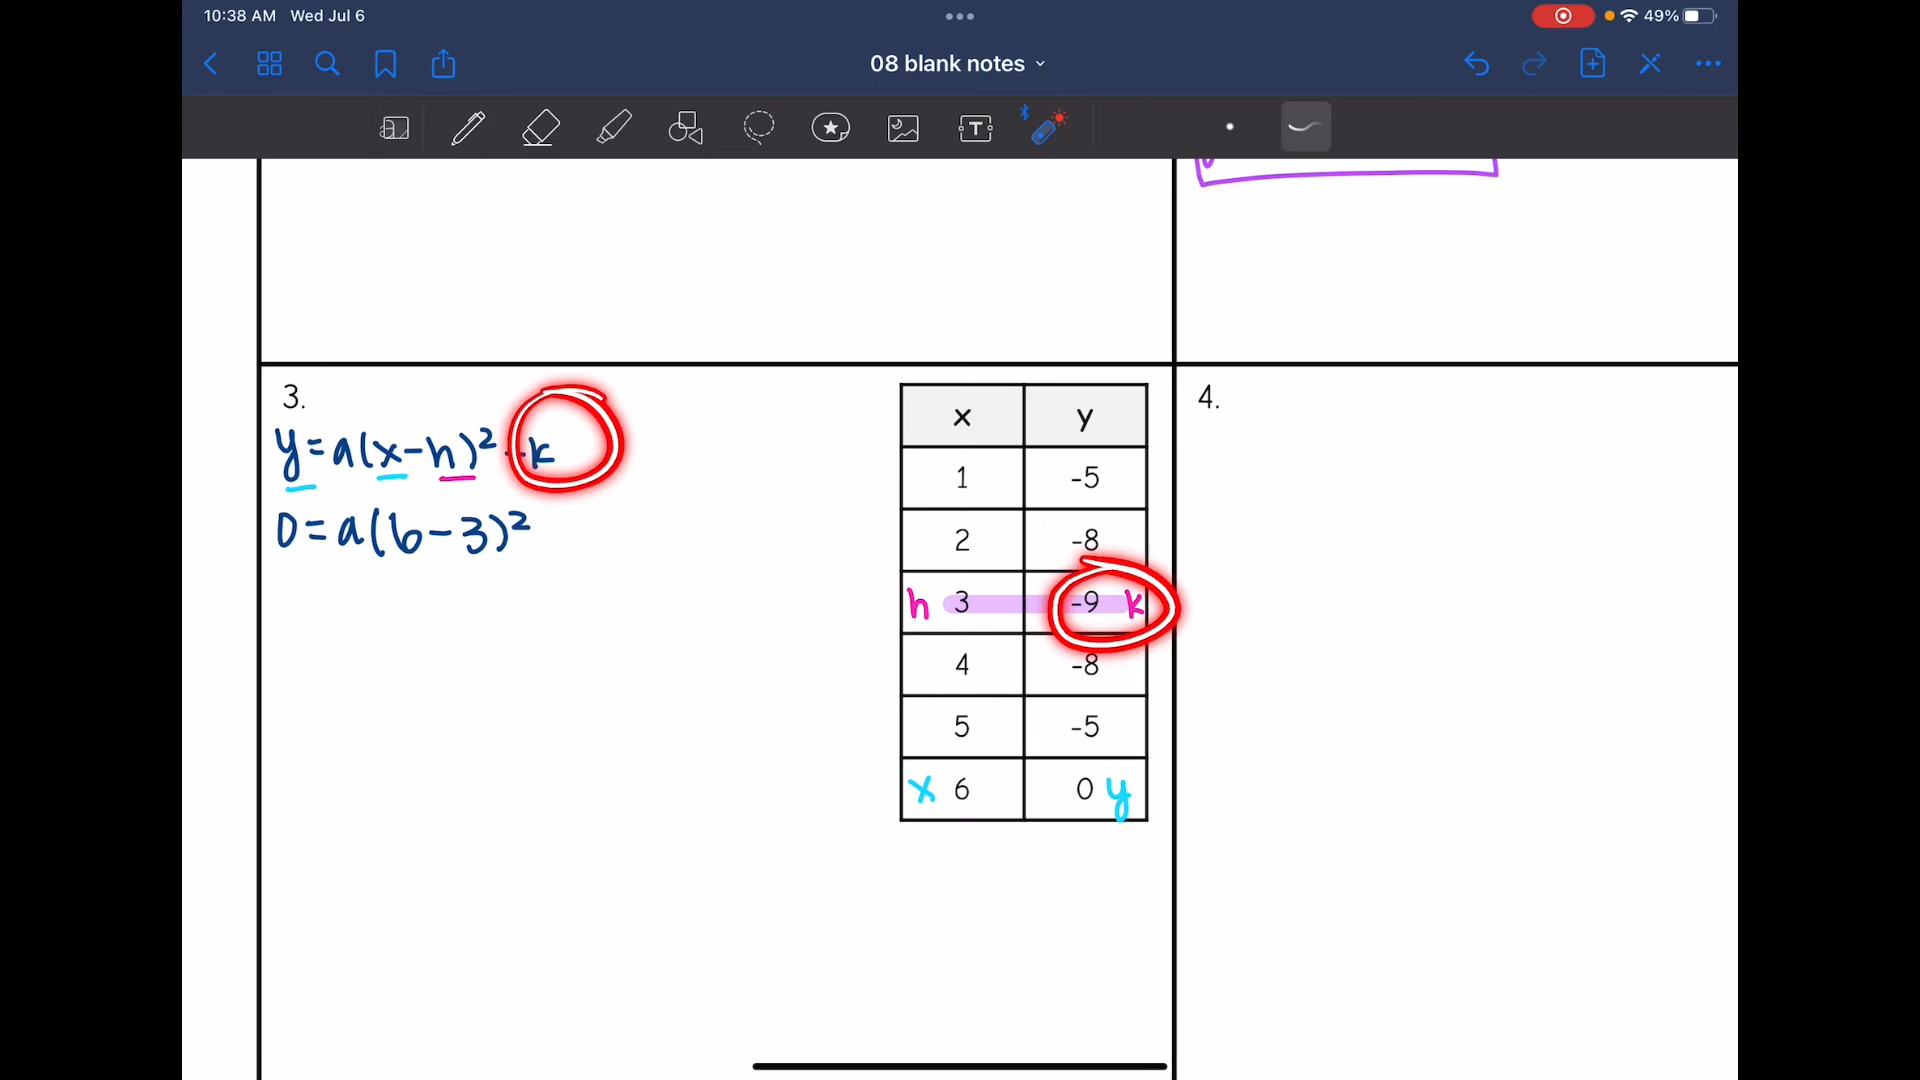 10:38 AM Wed Jul 6
49%
08 blank notes
T
3.
y=a(x-h)²+k
0=a(6-3)²
x y
1 -5
2 -8
h 3 -9 k
4 -8
5 -5
x 6 0 y
4.